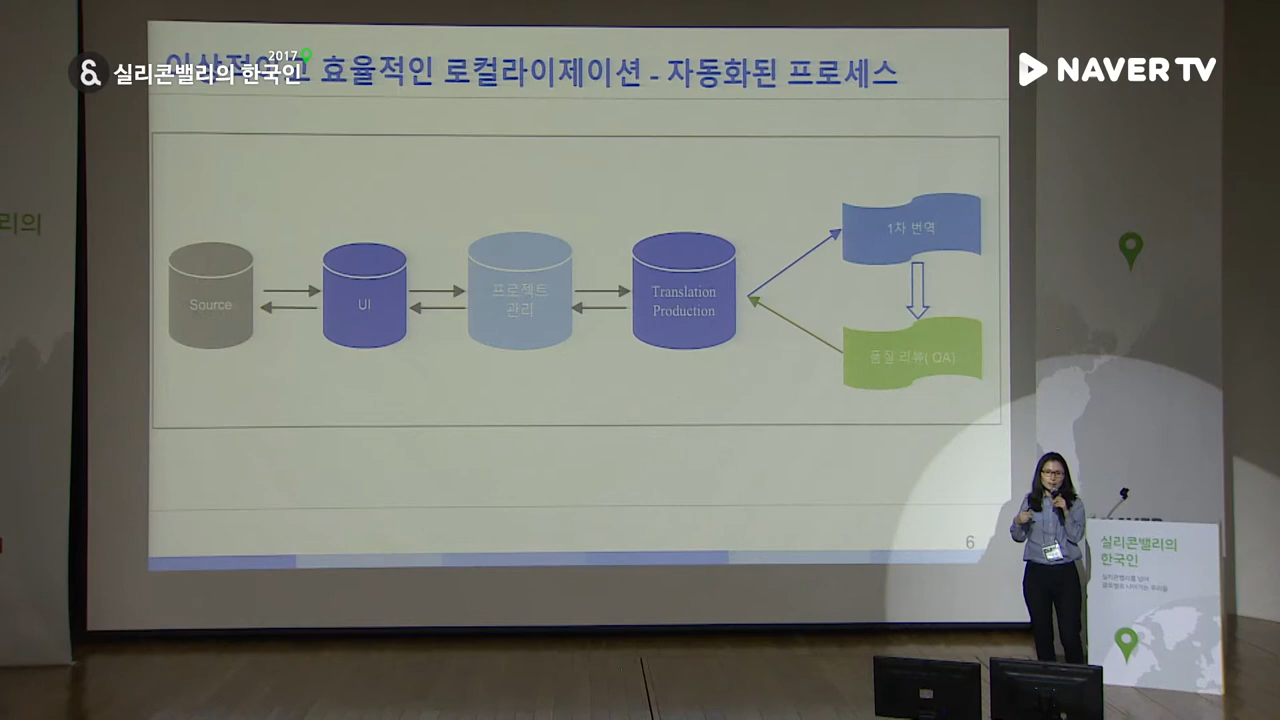 2017
실리콘밸리의 한국인
NAVER TV
효율적인 로컬라이제이션 - 자동화된 프로세스
리의
Source
UI
프로젝트
관리
Translation
Production
1차 번역
품질 리뷰( QA)
6
실리콘밸리의
한국인